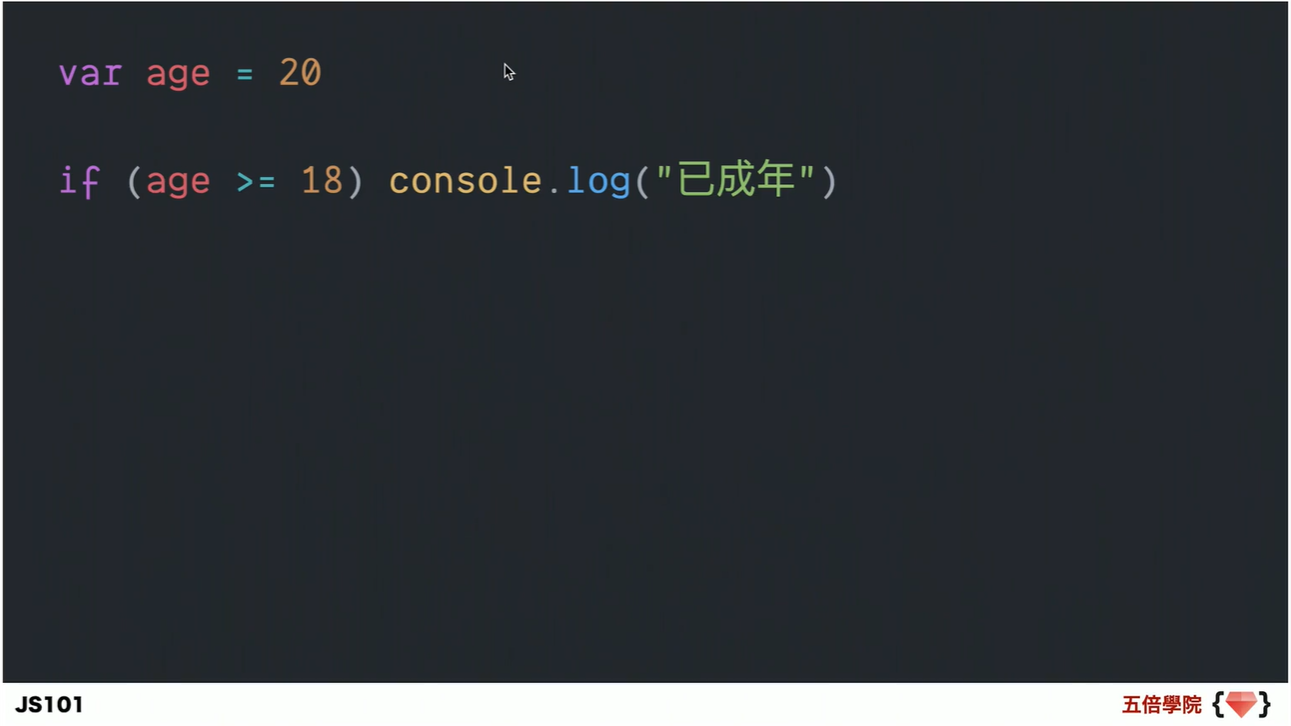 var age = 20
if (age >= 18) console.log("已成年")
JS101
五倍學院